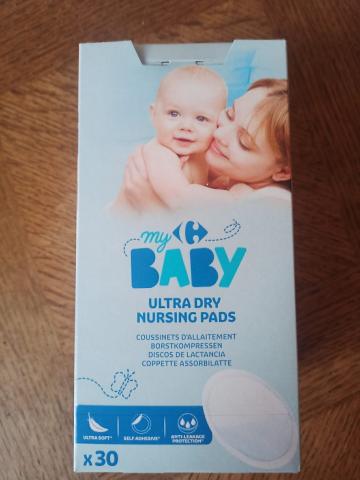 my
BABY
ULTRA DRY
NURSING PADS
COUSSINETS D'ALLAITEMENT
BORSTKOMPRESSEN
DISCOS DE LACTANCIA
COPPETTE ASSORBILATTE
ULTRA SOFT*
SELF ADHESIVE*
ANTI-LEAKAGE
PROTECTION*
x30